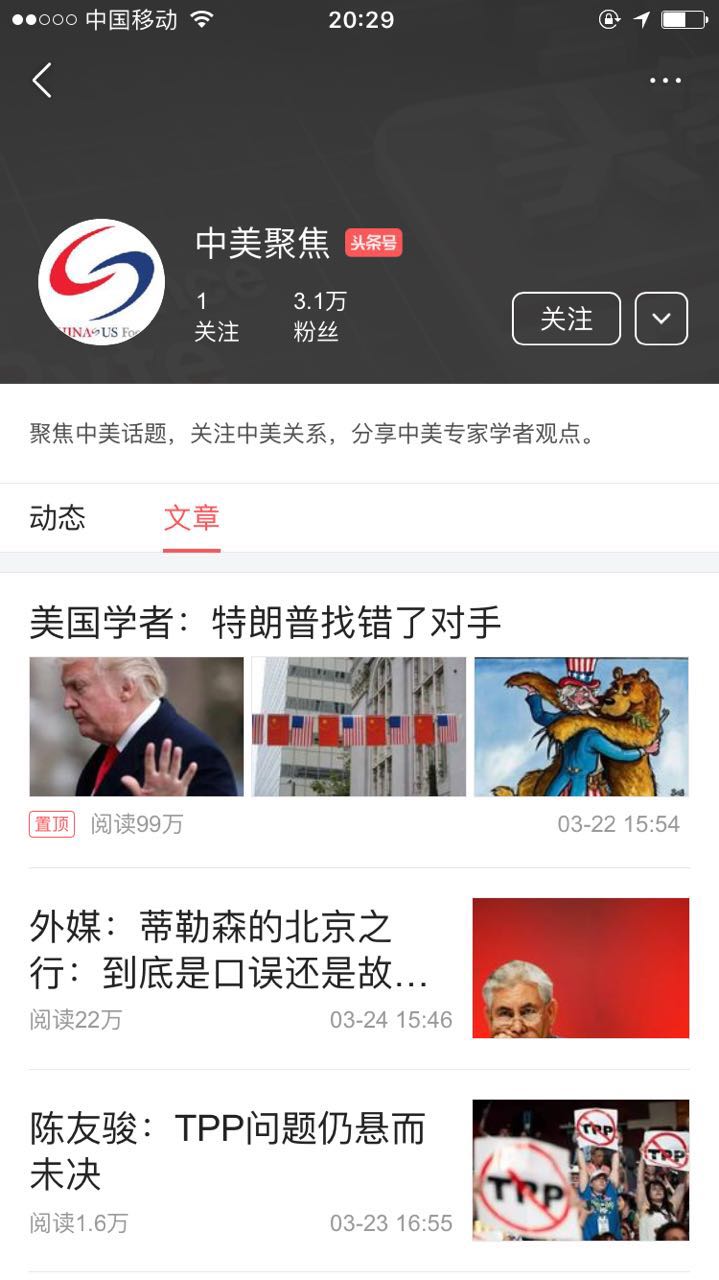 中国移动
20:29
中美聚焦
头条号
1
3.1万
关注
粉丝
关注
聚焦中美话题，关注中美关系，分享中美专家学者观点。
动态
文章
美国学者：特朗普找错了对手
置顶
阅读99万
03-22 15:54
外媒：蒂勒森的北京之
行：到底是口误还是故…
阅读22万
03-24 15:46
陈友骏：TPP问题仍悬而
未决
TPP
TPP
TPP
阅读1.6万
03-23 16:55